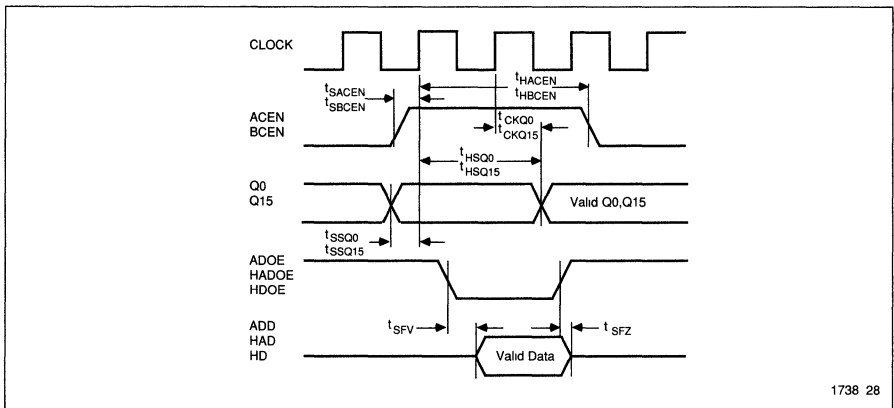 CLOCK
tSACEN
tSBCEN
tHACEN
tHBCEN
ACEN
BCEN
tCKQ0
tCKQ15
tHSQ0
tHSQ15
Q0
Q15
Valid Q0,Q15
tSSQ0
tSSQ15
ADOE
HADOE
HDOE
ADD
HAD
HD
tSFV
tSFZ
Valid Data
1738 28